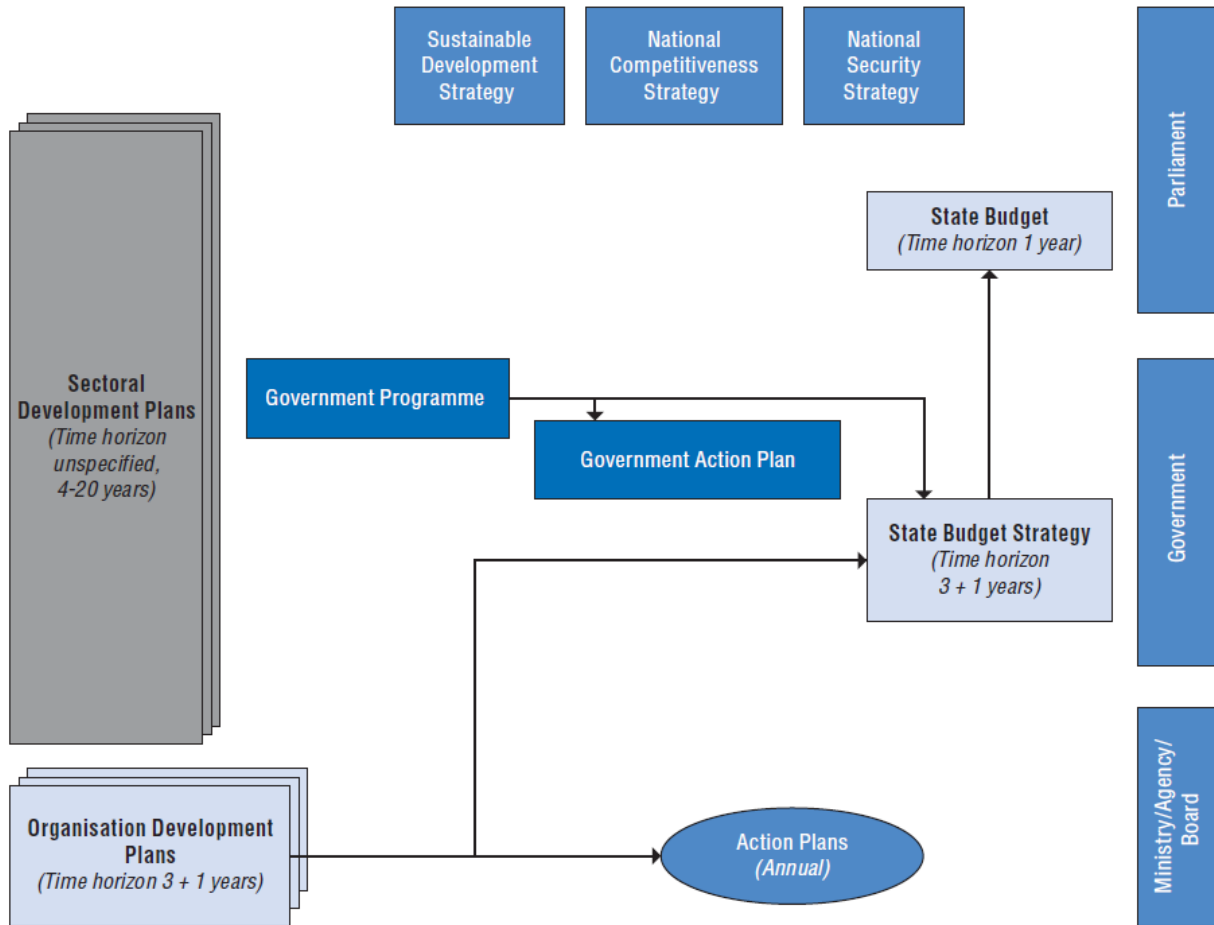 Sustainable
Development
Strategy
National
Competitiveness
Strategy
National
Security
Strategy
Parliament
State Budget
(Time horizon 1 year)
Sectoral
Development Plans
(Time horizon
unspecified,
4-20 years)
Government Programme
Government Action Plan
State Budget Strategy
(Time horizon
3 + 1 years)
Government
Organisation Development
Plans
(Time horizon 3 + 1 years)
Action Plans
(Annual)
Ministry/Agency/
Board